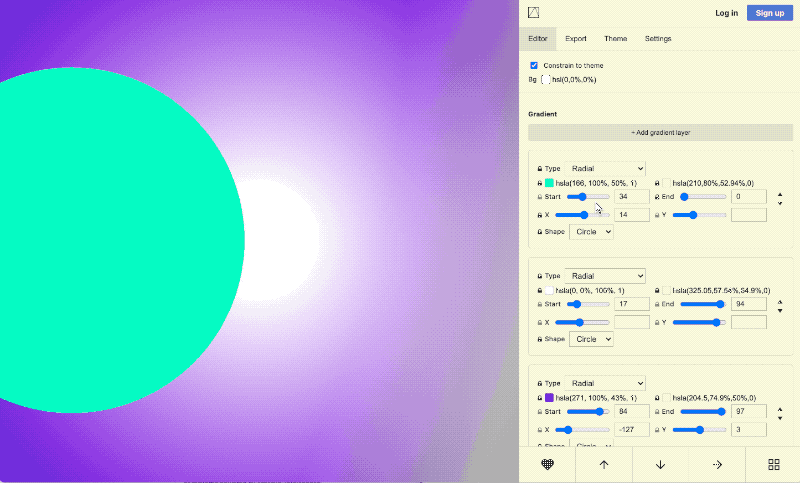 Log in
Sign up
Editor
Export
Theme
Settings
Constrain to theme
Bg
hsl(0,0%,0%)
Gradient
+ Add gradient layer
Type
Radial
hsla(166, 100%, 50%, 1)
hsla(210,80%,52.94%,0)
Start
34
End
0
X
14
Y
Shape
Circle
Type
Radial
hsla(0, 0%, 100%, 1)
hsla(325.05,57.54%,54.9%,0)
Start
17
End
94
X
Y
Shape
Circle
Type
Radial
hsla(271, 100%, 43%, 1)
hsla(204.5,74.9%,50%,0)
Start
84
End
97
X
-127
Y
3
Shape
Circle